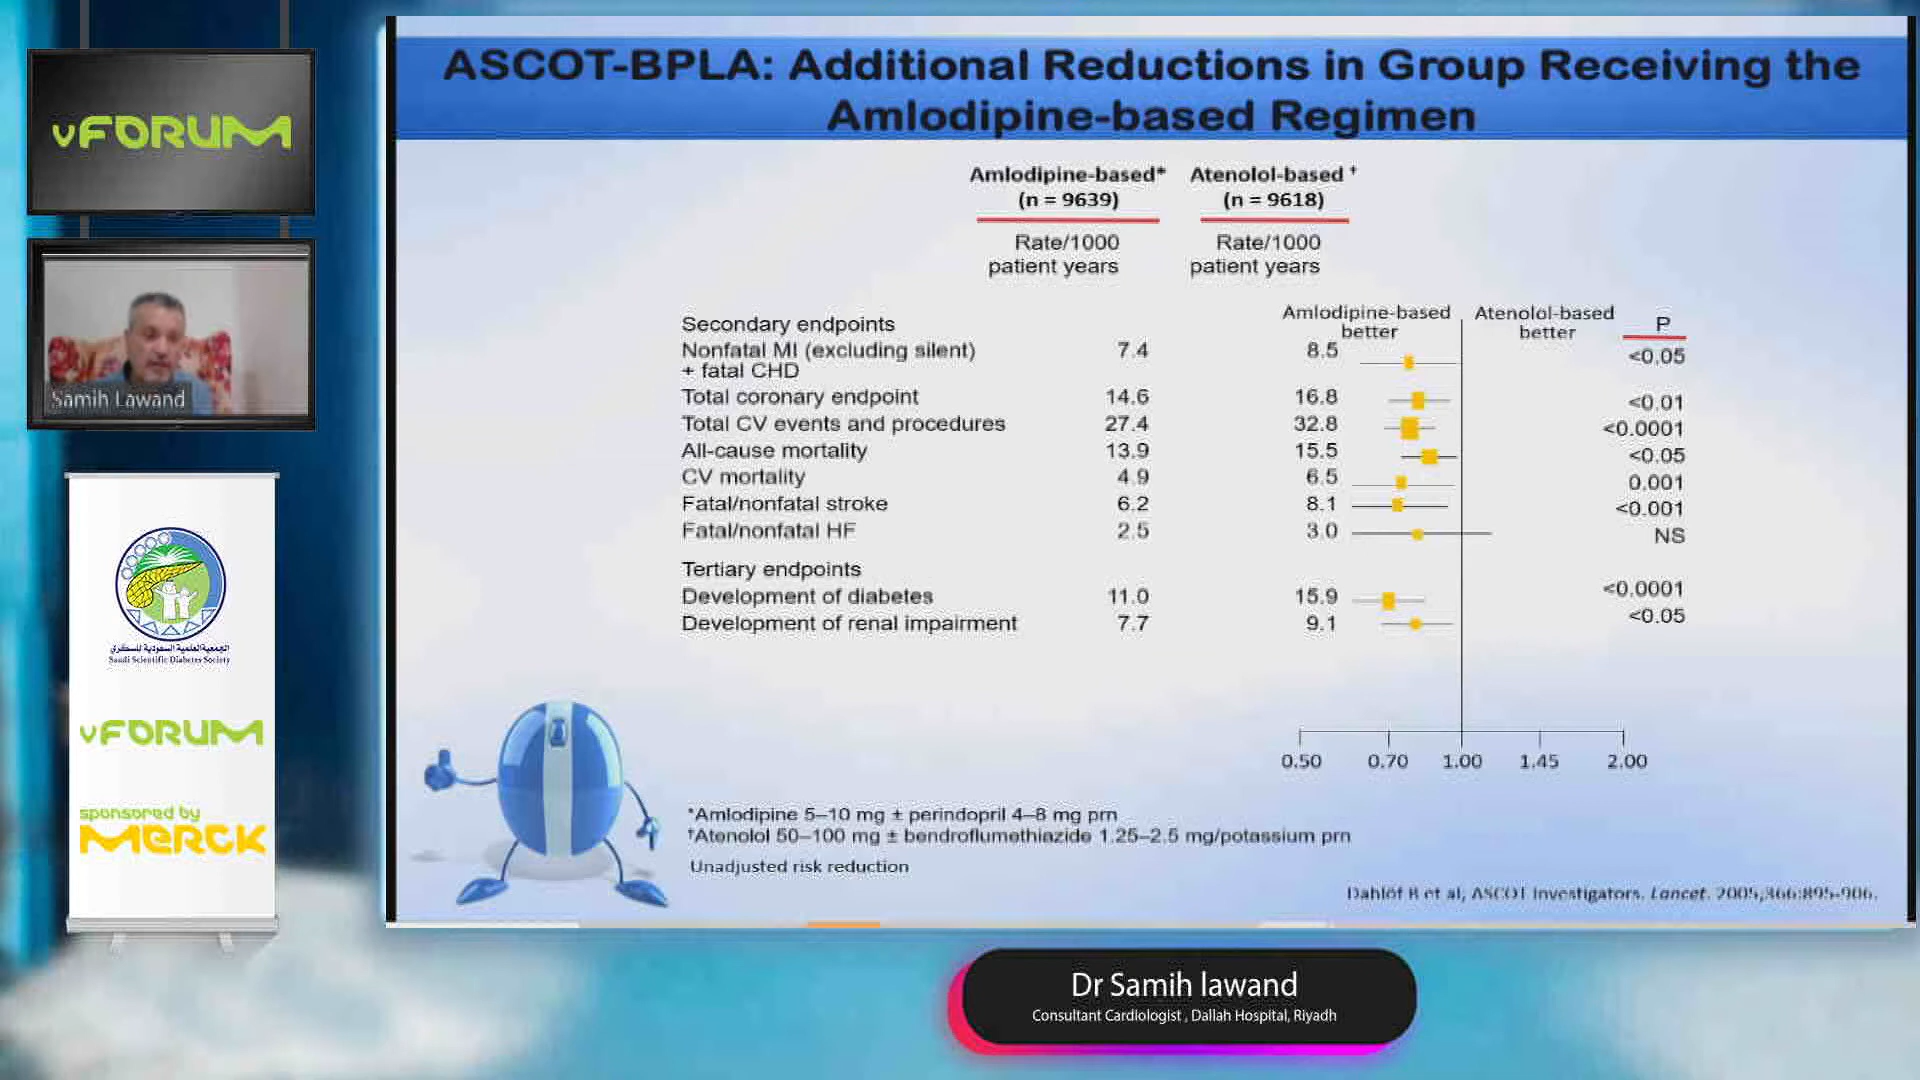 ASCOT-BPLA: Additional Reductions in Group Receiving the
Amlodipine-based Regimen
vFORUM
Samih Lawand
الجمعية العلمية السعودية للسكري
Saudi Scientific Diabetes Society
vFORUM
sponsored by
MERCK
Amlodipine-based* Atenolol-based †
(n = 9639) (n = 9618)
Rate/1000 Rate/1000
patient years patient years
Amlodipine-based Atenolol-based
better better P
Secondary endpoints
Nonfatal MI (excluding silent) 7.4 8.5 <0.05
+ fatal CHD
Total coronary endpoint 14.6 16.8 <0.01
Total CV events and procedures 27.4 32.8 <0.0001
All-cause mortality 13.9 15.5 <0.05
CV mortality 4.9 6.5 0.001
Fatal/nonfatal stroke 6.2 8.1 <0.001
Fatal/nonfatal HF 2.5 3.0 NS
Tertiary endpoints
Development of diabetes 11.0 15.9 <0.0001
Development of renal impairment 7.7 9.1 <0.05
0.50 0.70 1.00 1.45 2.00
*Amlodipine 5–10 mg ± perindopril 4–8 mg prn
†Atenolol 50–100 mg ± bendroflumethiazide 1.25–2.5 mg/potassium prn
Unadjusted risk reduction
Dahlöf B et al, ASCOT Investigators. Lancet. 2005;366:895-906.
Dr Samih lawand
Consultant Cardiologist , Dallah Hospital, Riyadh